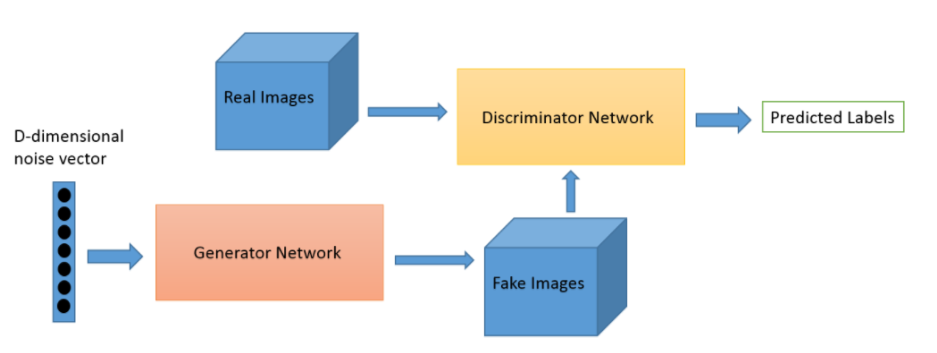 Real Images
Discriminator Network
Predicted Labels
D-dimensional
noise vector
Generator Network
Fake Images